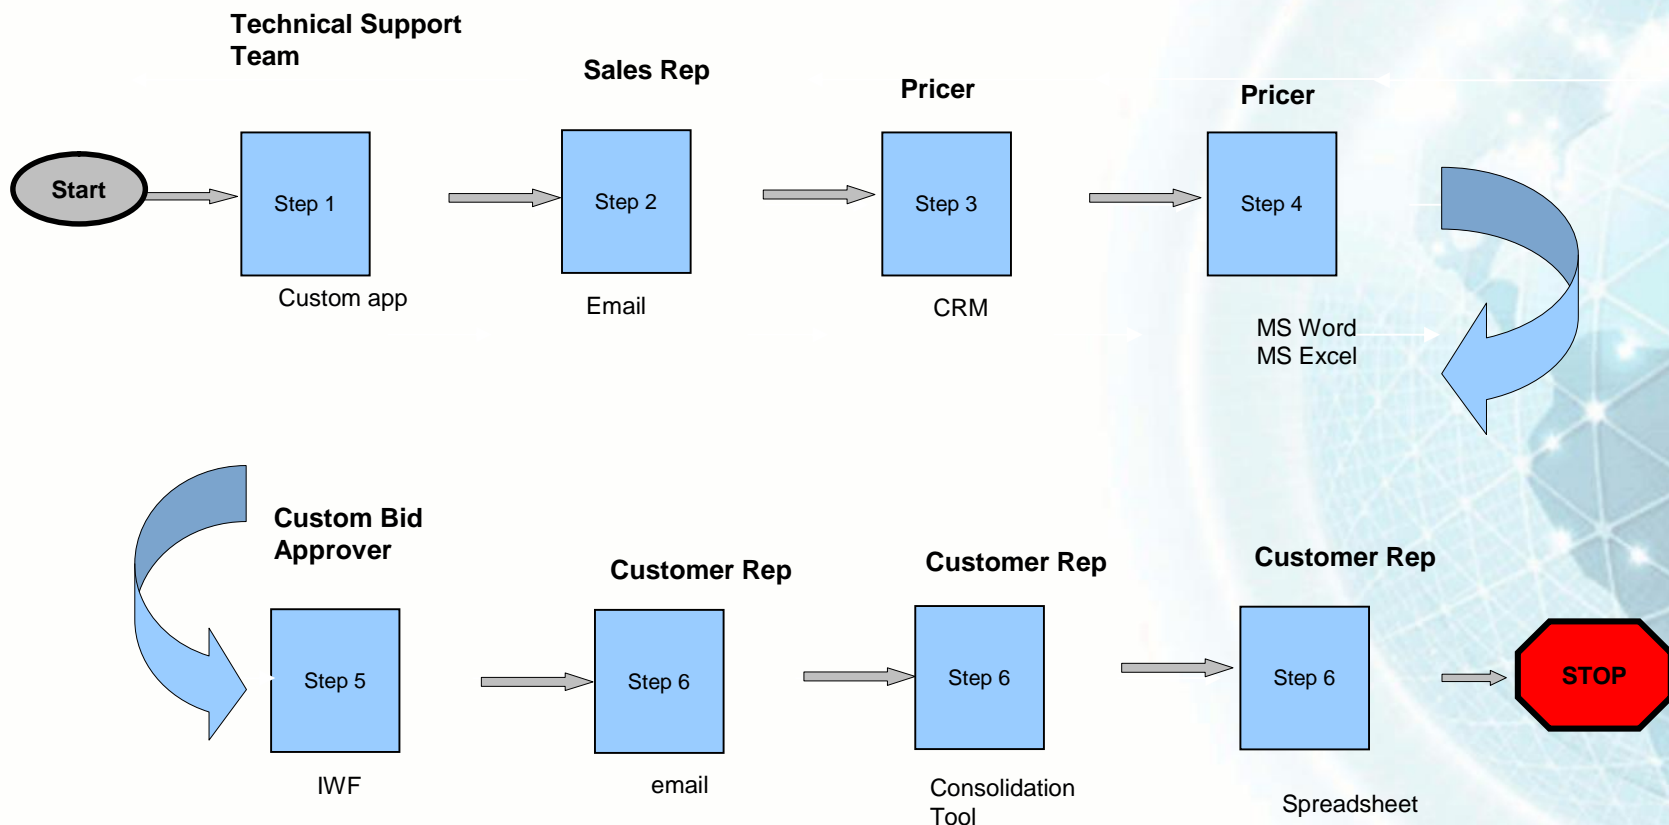 Technical Support
Team
Sales Rep
Pricer
Pricer
Start
Step 1
Step 2
Step 3
Step 4
Custom app
Email
CRM
MS Word
MS Excel
Custom Bid
Approver
Customer Rep
Customer Rep
Customer Rep
Step 5
Step 6
Step 6
Step 6
STOP
IWF
email
Consolidation
Tool
Spreadsheet